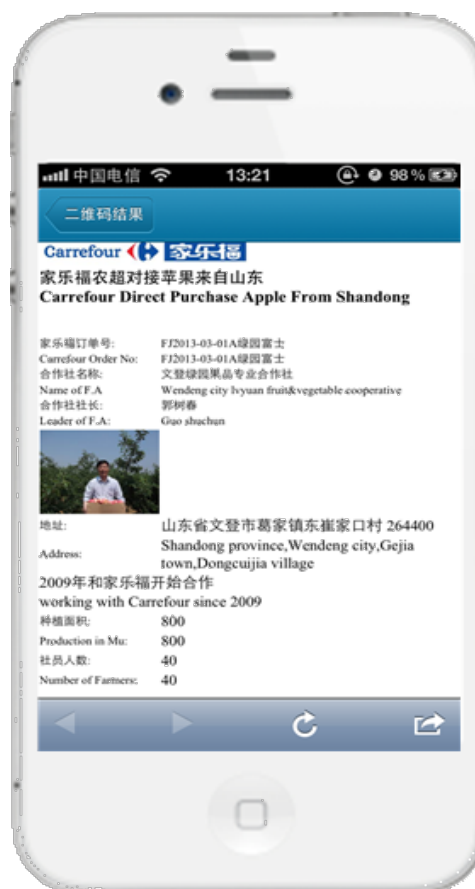 中国电信 13:21 98%
二维码结果
Carrefour 家乐福
家乐福农超对接苹果来自山东
Carrefour Direct Purchase Apple From Shandong
家乐福订单号: FJ2013-03-01A绿园富士
Carrefour Order No: FJ2013-03-01A绿园富士
合作社名称: 文登绿园果品专业合作社
Name of F.A Wendeng city lvyuan fruit&vegetable cooperative
合作社社长: 郭树春
Leader of F.A: Guo shuchun
地址: 山东省文登市葛家镇东崔家口村 264400
Address: Shandong province,Wendeng city,Gejia
town,Dongcuijia village
2009年和家乐福开始合作
working with Carrefour since 2009
种植面积: 800
Production in Mu: 800
社员人数: 40
Number of Farmers: 40